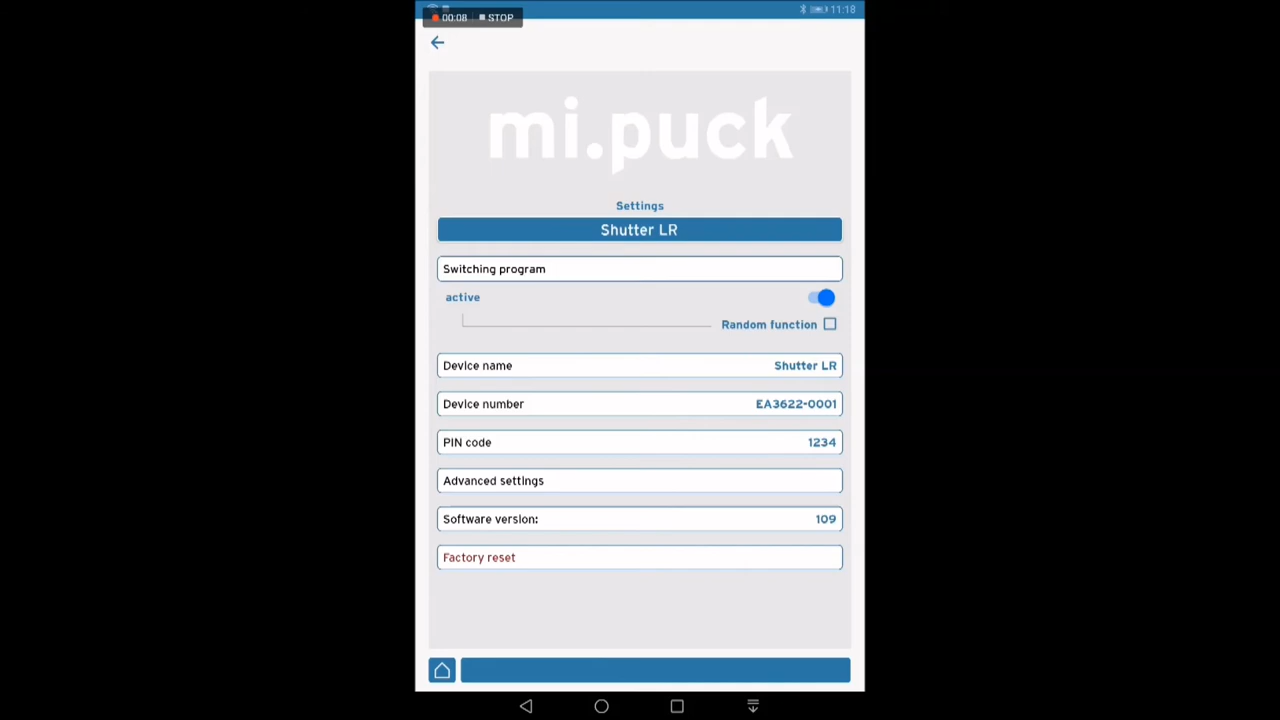 00:08 STOP 11:18
mi.puck
Settings
Shutter LR
Switching program
active
Random function
Device name Shutter LR
Device number EA3622-0001
PIN code 1234
Advanced settings
Software version: 109
Factory reset